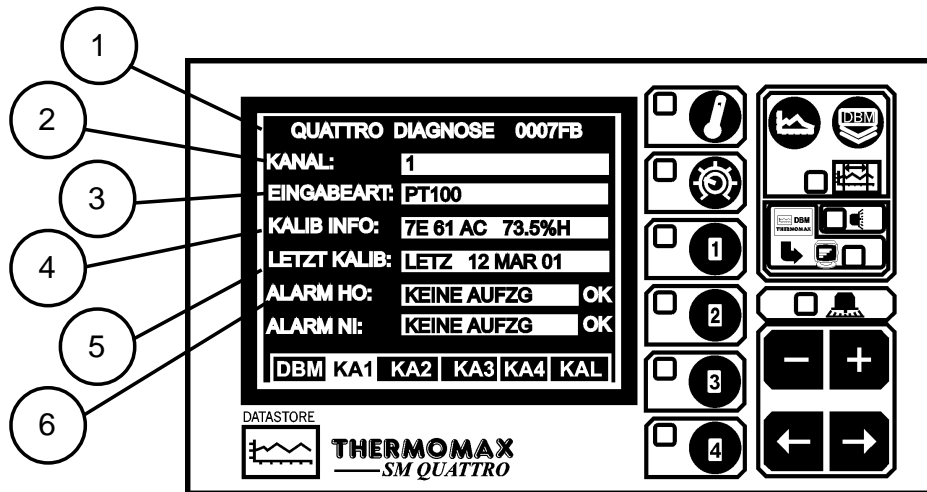 1
2
3
4
5
6
QUATTRO DIAGNOSE 0007FB
KANAL: 1
EINGABEART: PT100
KALIB INFO: 7E 61 AC 73.5%H
LETZT KALIB: LETZ 12 MAR 01
ALARM HO: KEINE AUFZG OK
ALARM NI: KEINE AUFZG OK
DBM KA1 KA2 KA3 KA4 KAL
DATASTORE
THERMOMAX
SM QUATTRO
1
2
3
4
DBM
DBM
THERMOMAX
- +